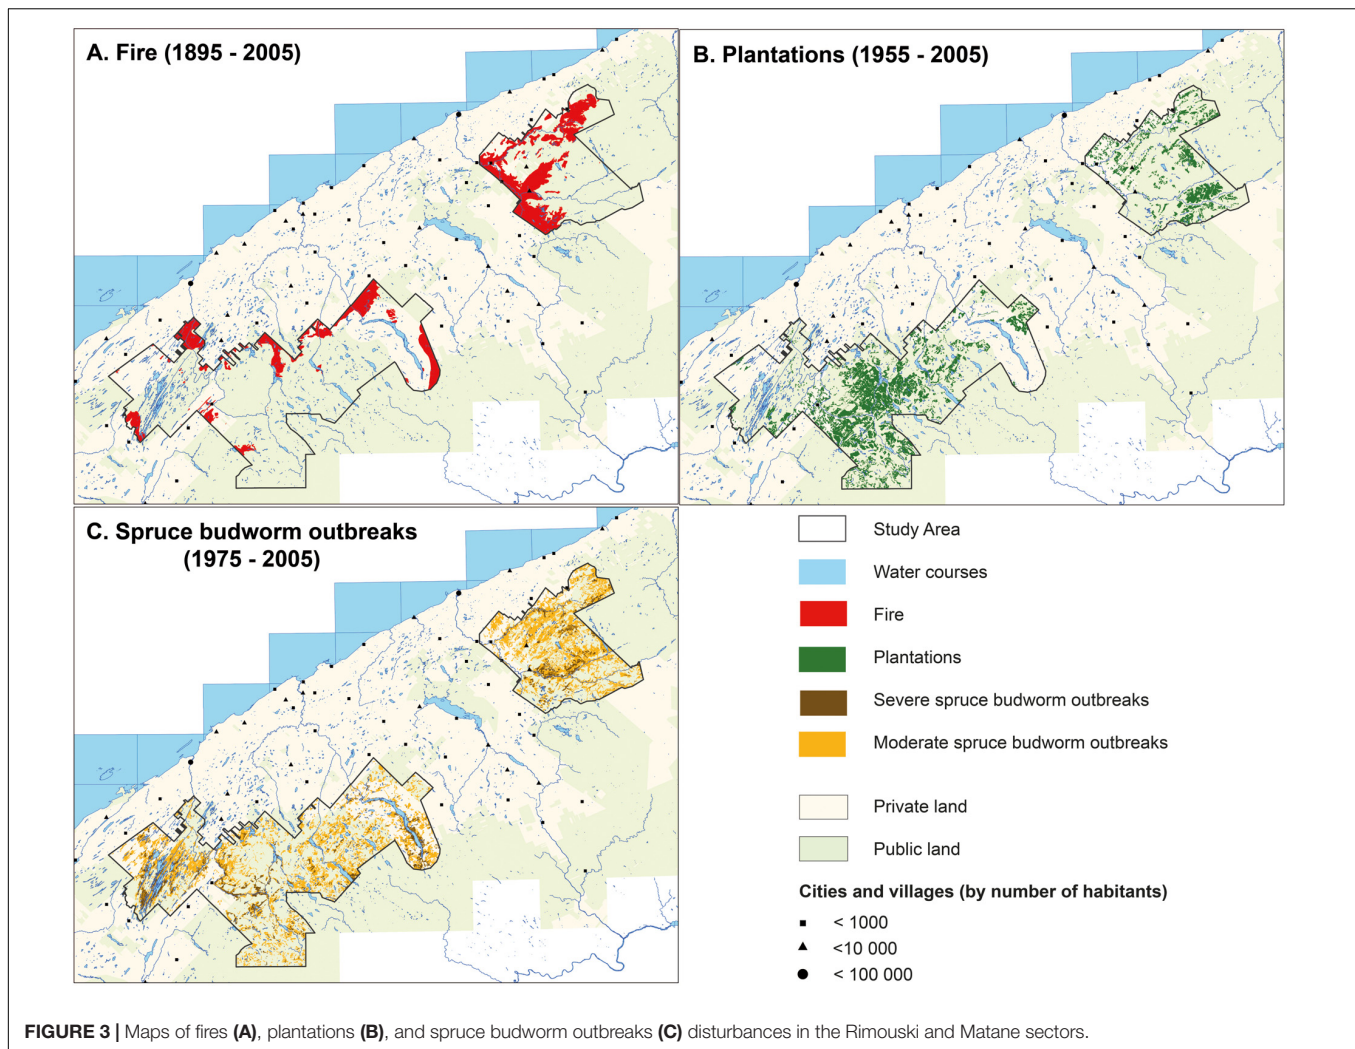 A. Fire (1895 - 2005)
B. Plantations (1955 - 2005)
C. Spruce budworm outbreaks
(1975 - 2005)
Study Area
Water courses
Fire
Plantations
Severe spruce budworm outbreaks
Moderate spruce budworm outbreaks
Private land
Public land
Cities and villages (by number of habitants)
< 1000
<10 000
< 100 000
FIGURE 3 | Maps of fires (A), plantations (B), and spruce budworm outbreaks (C) disturbances in the Rimouski and Matane sectors.